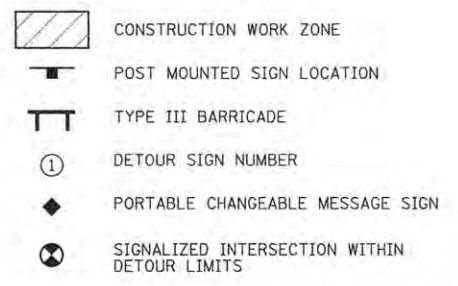 CONSTRUCTION WORK ZONE
POST MOUNTED SIGN LOCATION
TYPE III BARRICADE
1 DETOUR SIGN NUMBER
PORTABLE CHANGEABLE MESSAGE SIGN
SIGNALIZED INTERSECTION WITHIN
DETOUR LIMITS